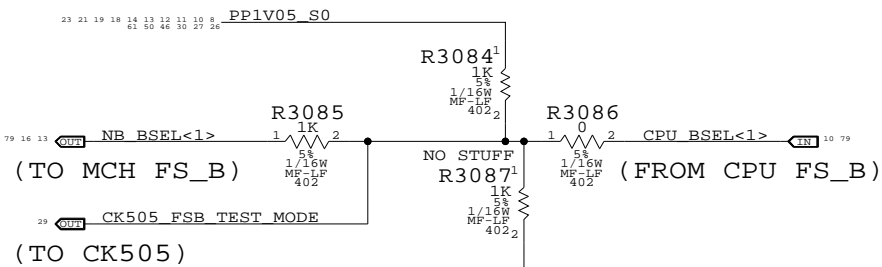 23 21 19 18 14 13 12 11 10 8
61 50 46 30 27 26
PP1V05_S0
R3084
1
1K
5%
1/16W
MF-LF
402
2
R3085
1K
1 2
5%
1/16W
MF-LF
402
R3086
0
1 2
5%
1/16W
MF-LF
402
79 16 13 OUT NB_BSEL<1>
CPU_BSEL<1> IN 10 79
(TO MCH FS_B)
NO STUFF
(FROM CPU FS_B)
R3087
1
1K
5%
1/16W
MF-LF
402
2
29 OUT CK505_FSB_TEST_MODE
(TO CK505)